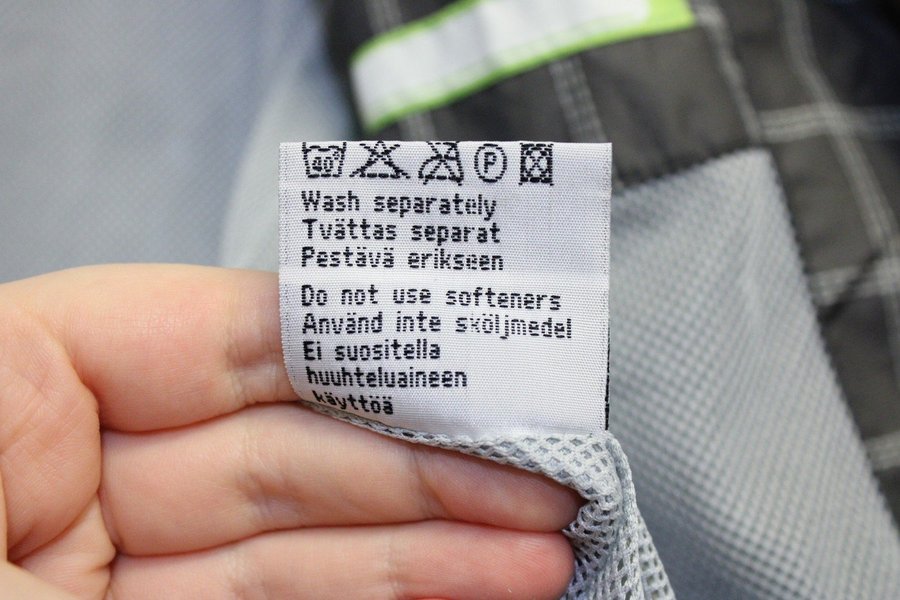 40 P
Wash separately
Tvättas separat
Pestävä erikseen
Do not use softeners
Använd inte sköljmedel
Ei suositella
huuhteluaineen
käyttöä